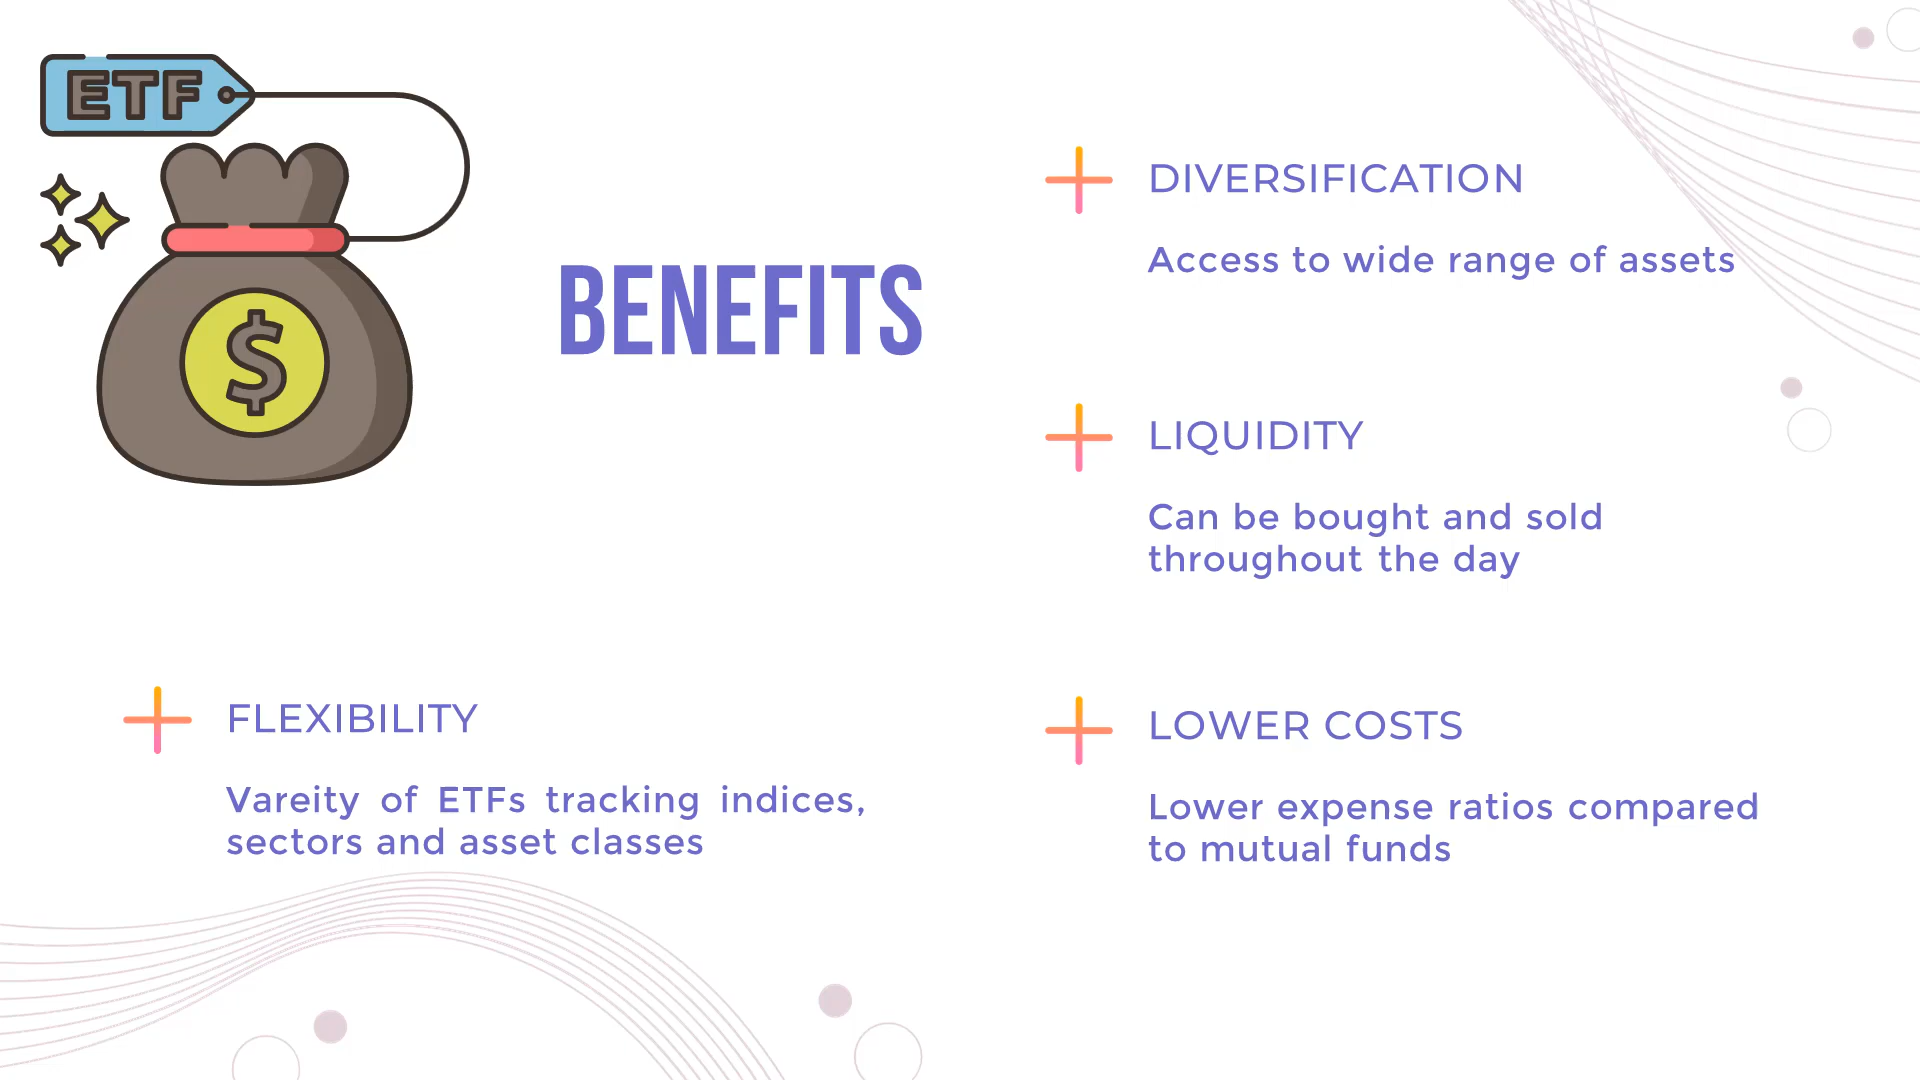 ETF
$
BENEFITS
DIVERSIFICATION
Access to wide range of assets
LIQUIDITY
Can be bought and sold
throughout the day
FLEXIBILITY
Vareity of ETFs tracking indices,
sectors and asset classes
LOWER COSTS
Lower expense ratios compared
to mutual funds